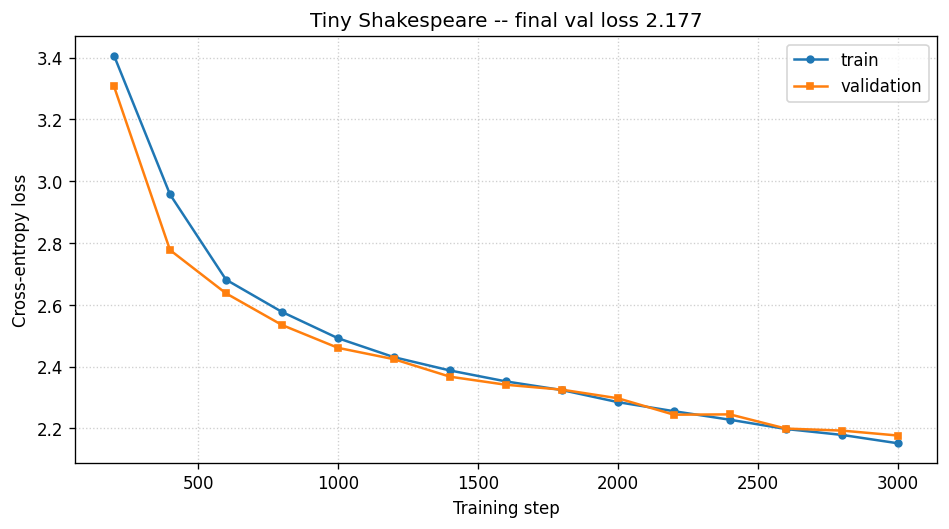 Tiny Shakespeare -- final val loss 2.177
train
validation
3.4
3.2
3.0
2.8
2.6
2.4
2.2
Cross-entropy loss
500
1000
1500
2000
2500
3000
Training step